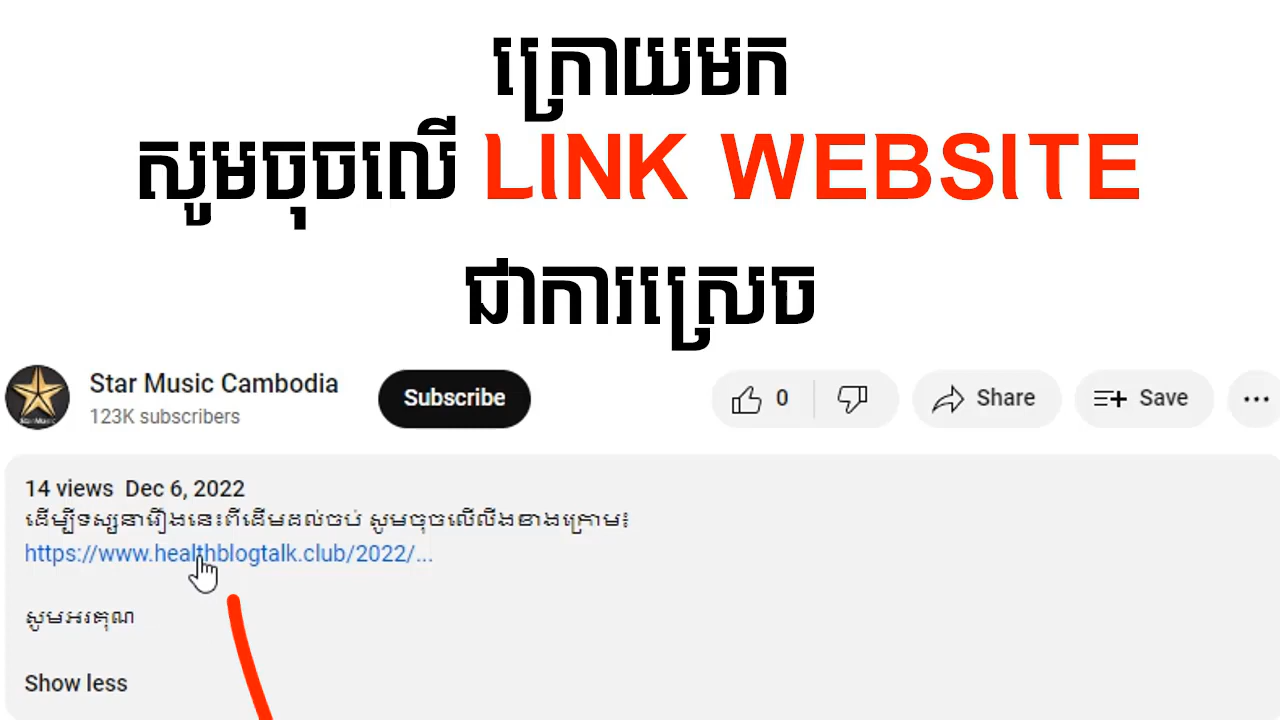 ក្រោយមក
សូមចុចលើ LINK WEBSITE
ជាការស្រេច
Star Music Cambodia
123K subscribers
Subscribe
0
Share
Save
14 views Dec 6, 2022
ដើម្បីទស្សនារឿងនេះពីដើមដល់ចប់ សូមចុចលើលីងខាងក្រោម៖
https://www.healthblogtalk.club/2022/...
សូមអរគុណ
Show less